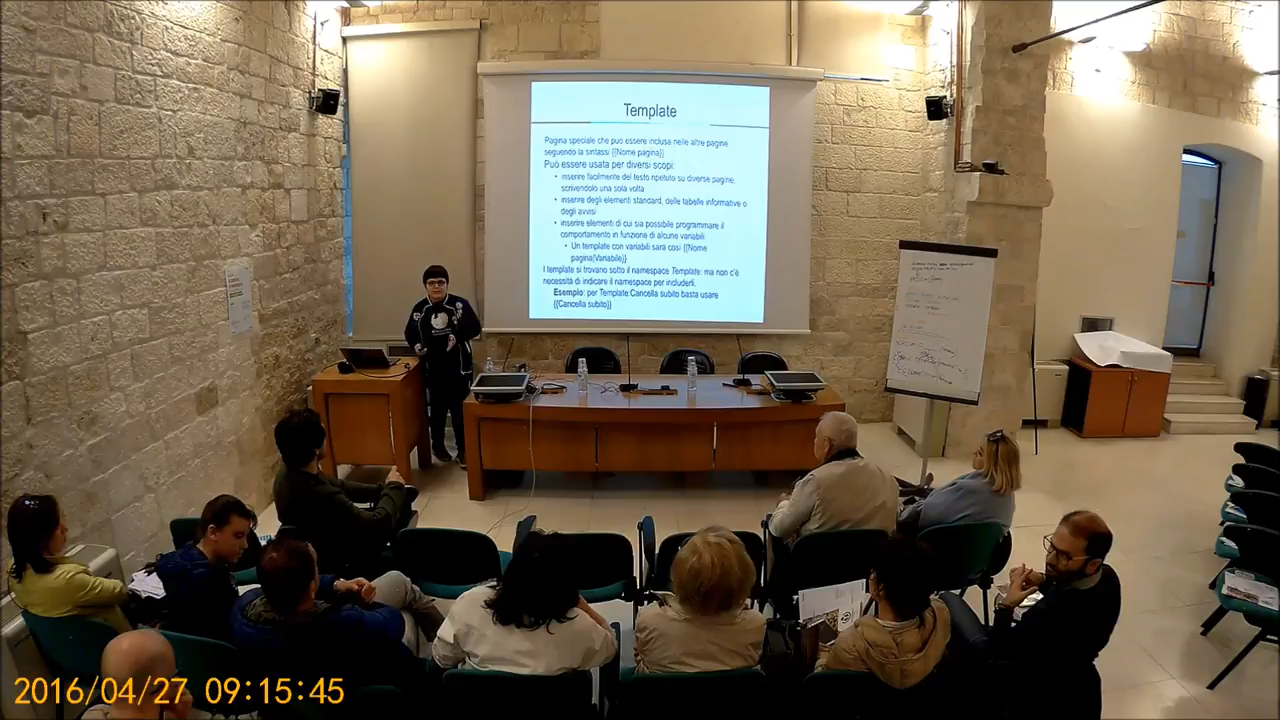 Template
Pagina speciale che può essere inclusa nelle altre pagine
seguendo la sintassi {{Nome pagina}}
Può essere usata per diversi scopi:
• inserire facilmente del testo ripetuto su diverse pagine,
scrivendolo una sola volta
• inserire degli elementi standard, delle tabelle informative o
degli avvisi
• inserire elementi di cui sia possibile programmare il
comportamento in funzione di alcune variabili
• Un template con variabili sarà così {{Nome
pagina|Variabile}}
I template si trovano sotto il namespace Template: ma non c'è
necessità di indicare il namespace per includerli.
Esempio: per Template:Cancella subito basta usare
{{Cancella subito}}
2016/04/27 09:15:45